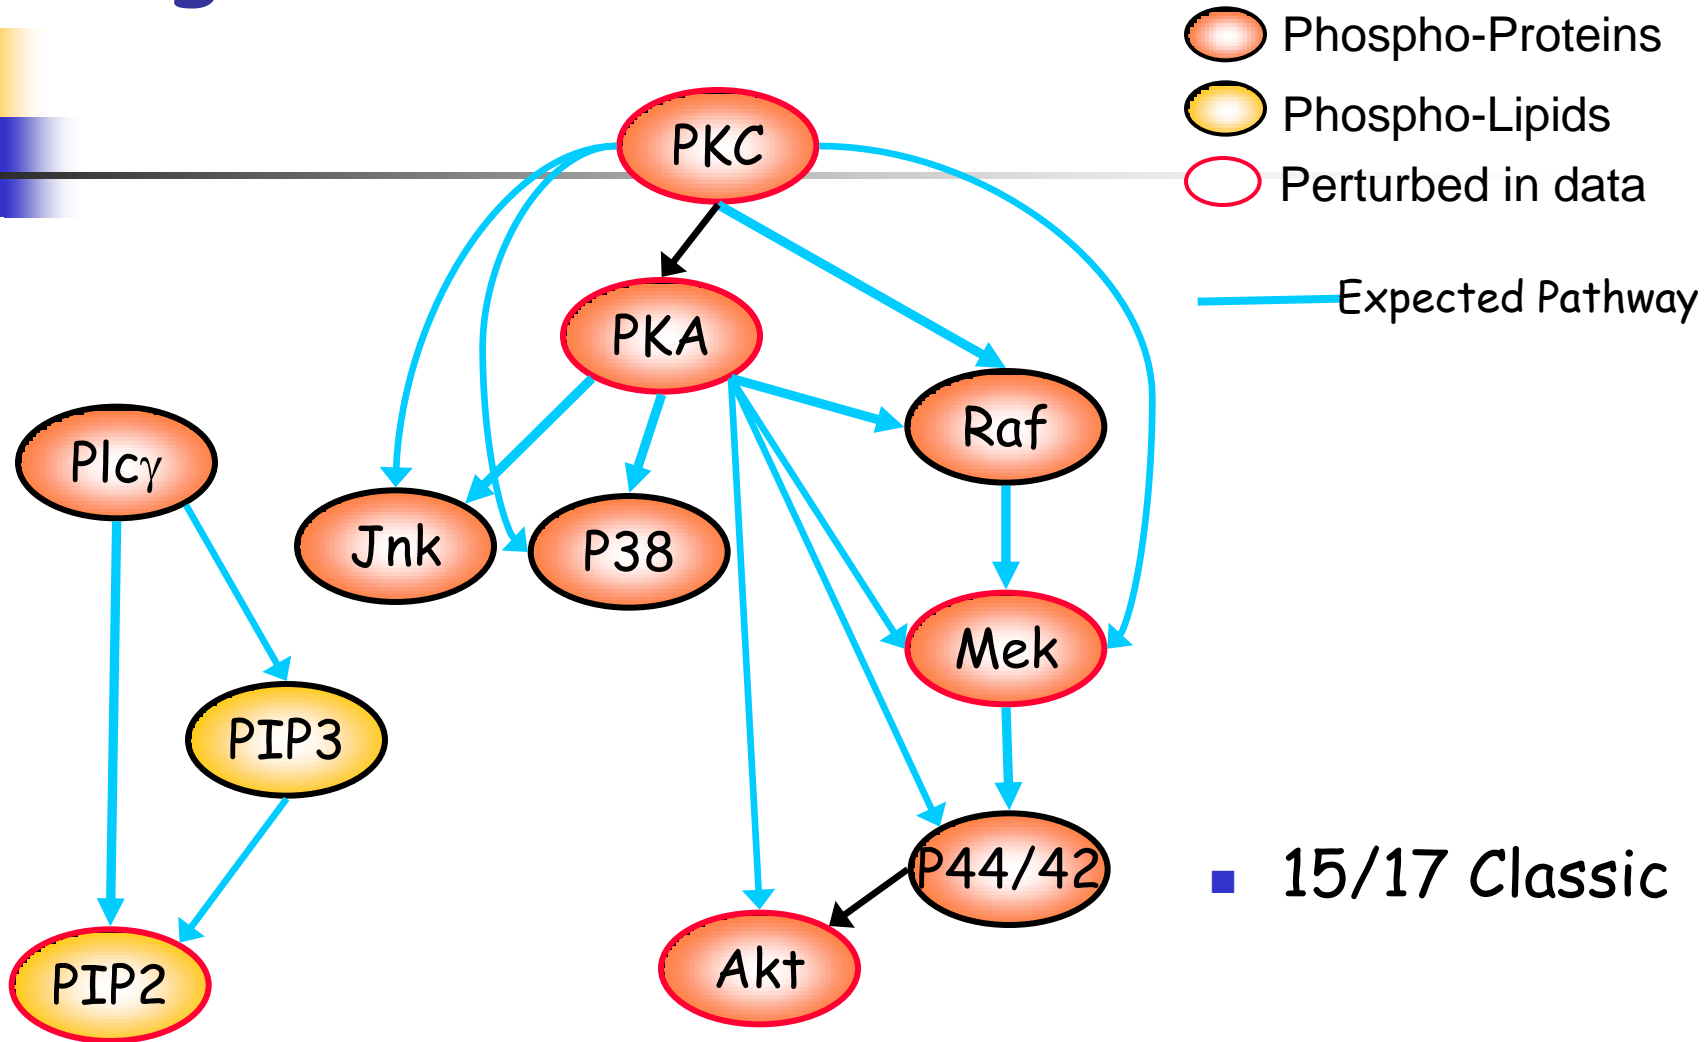 Phospho-Proteins
Phospho-Lipids
Perturbed in data
Expected Pathway
PKC
PKA
Raf
Plcγ
Jnk
P38
Mek
PIP3
P44/42
15/17 Classic
Akt
PIP2